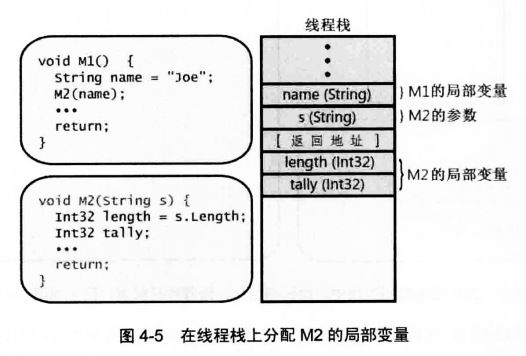 void M1() {
String name = "Joe";
M2(name);
•••
return;
}
void M2(String s) {
Int32 length = s.Length;
Int32 tally;
•••
return;
}
线程栈
•
•
•
name (String)
} M1的局部变量
s (String)
} M2的参数
[ 返回地址 ]
length (Int32)
tally (Int32)
M2的局部变量
图 4-5 在线程栈上分配 M2 的局部变量